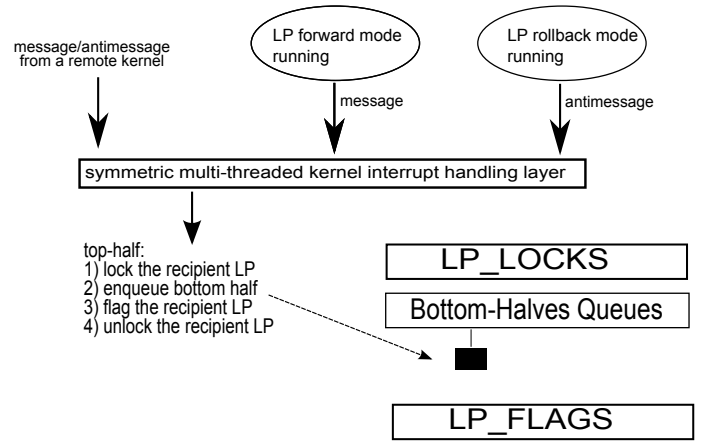 message/antimessage
from a remote kernel
LP forward mode
running
LP rollback mode
running
message
antimessage
symmetric multi-threaded kernel interrupt handling layer
top-half:
1) lock the recipient LP
2) enqueue bottom half
3) flag the recipient LP
4) unlock the recipient LP
LP_LOCKS
Bottom-Halves Queues
LP_FLAGS